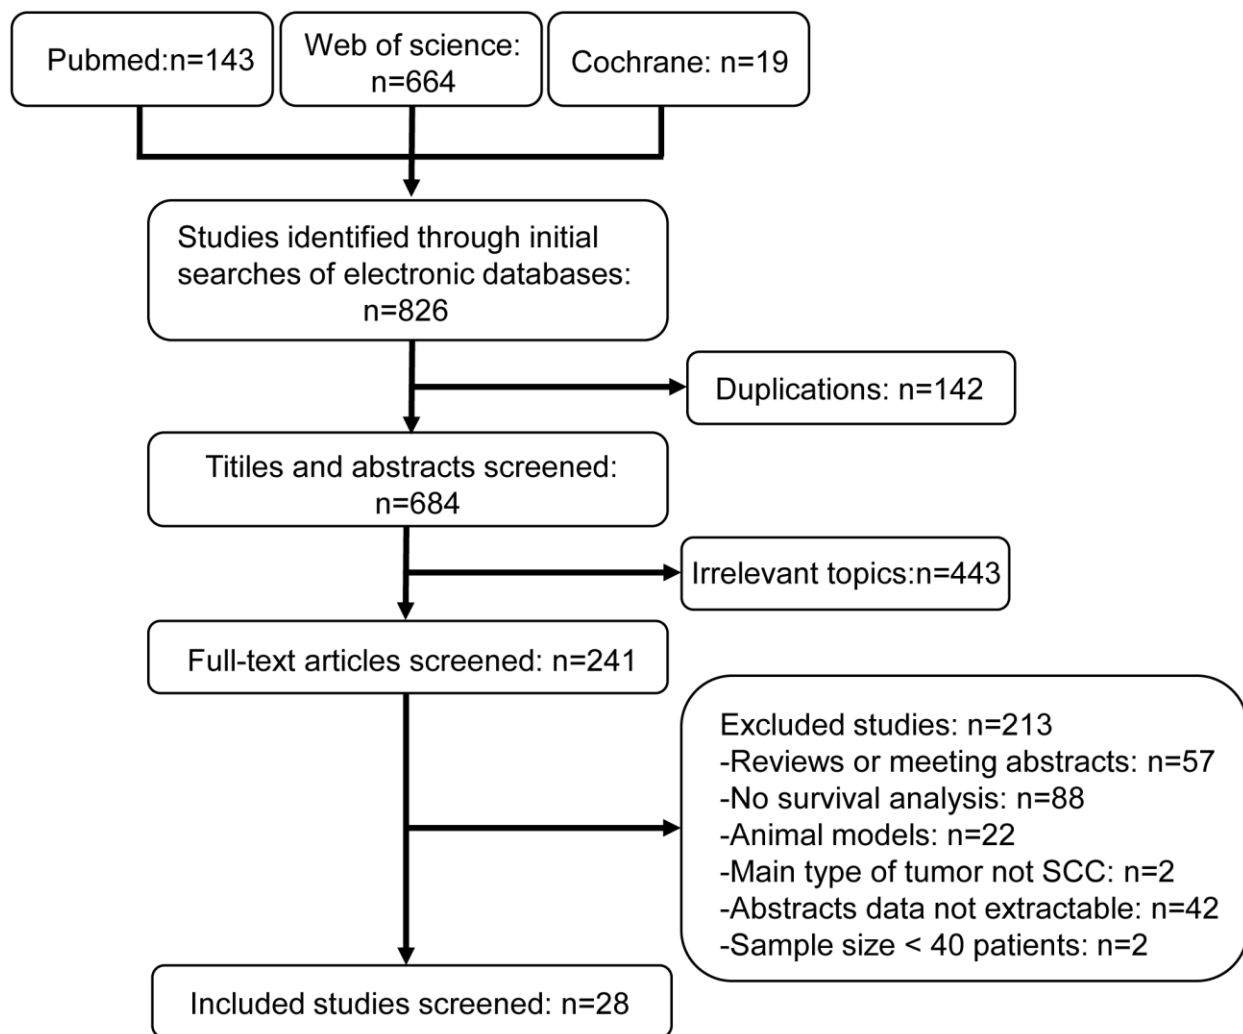 Pubmed:n=143
Web of science:
n=664
Cochrane: n=19
Studies identified through initial
searches of electronic databases:
n=826
Duplications: n=142
Titiles and abstracts screened:
n=684
Irrelevant topics:n=443
Full-text articles screened: n=241
Excluded studies: n=213
-Reviews or meeting abstracts: n=57
-No survival analysis: n=88
-Animal models: n=22
-Main type of tumor not SCC: n=2
-Abstracts data not extractable: n=42
-Sample size < 40 patients: n=2
Included studies screened: n=28